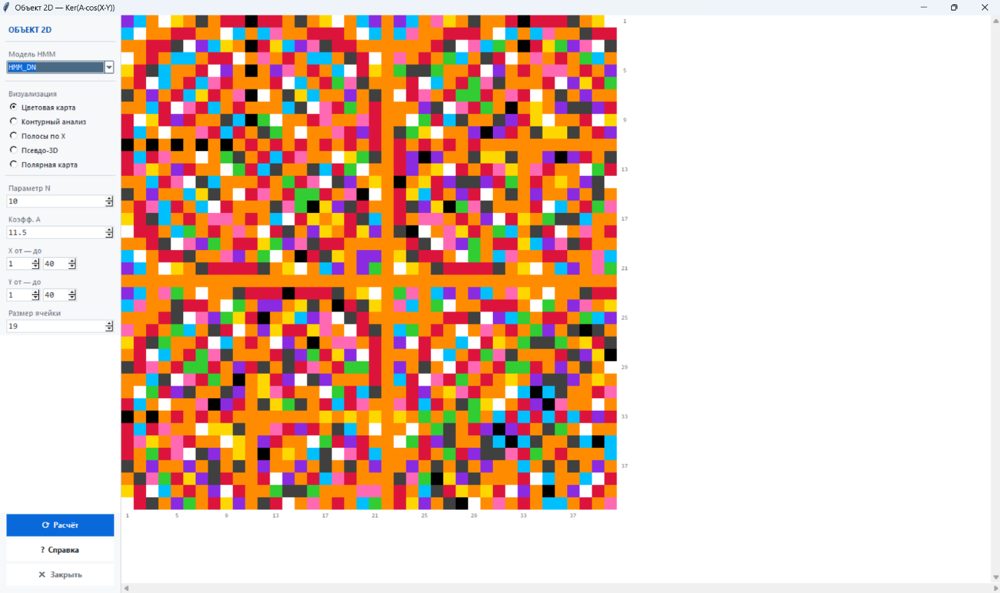 Объект 2D — Ker(A·cos(X·Y))
ОБЪЕКТ 2D
Модель НММ
HMM_DN
Визуализация
Цветовая карта
Контурный анализ
Полосы по X
Псевдо-3D
Полярная карта
Параметр N
10
Коэфф. A
11.5
X от — до
1 40
Y от — до
1 40
Размер ячейки
19
⟳ Расчёт
? Справка
✕ Закрыть
1
5
9
13
17
21
25
29
33
37
1 5 9 13 17 21 25 29 33 37